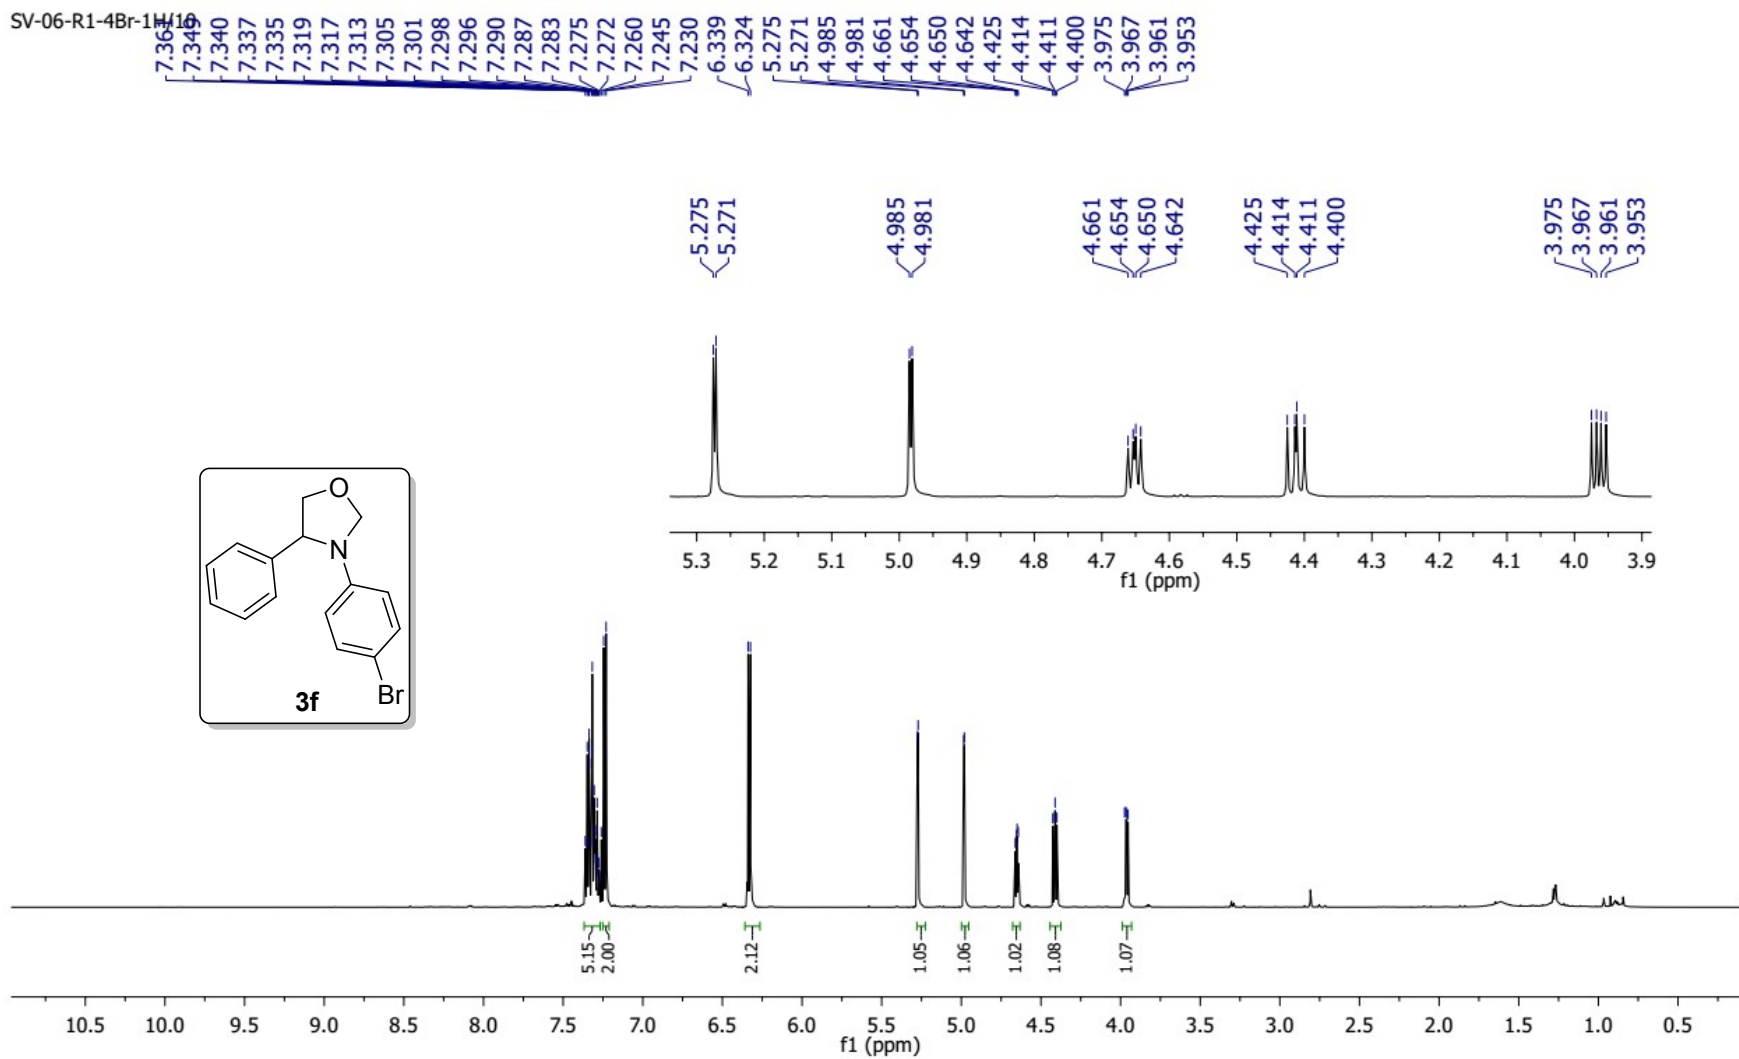 SV-06-R1-4Br-1H/10
7.361 7.349 7.340 7.337 7.335 7.319 7.317 7.313 7.305 7.301 7.298 7.296 7.290 7.287 7.283 7.275 7.272 7.260 7.245 7.230 6.339 6.324 5.275 5.271 4.985 4.981 4.661 4.654 4.650 4.642 4.425 4.414 4.411 4.400 3.975 3.967 3.961 3.953
5.275 5.271 4.985 4.981 4.661 4.654 4.650 4.642 4.425 4.414 4.411 4.400 3.975 3.967 3.961 3.953
5.3 5.2 5.1 5.0 4.9 4.8 4.7 4.6 4.5 4.4 4.3 4.2 4.1 4.0 3.9
f1 (ppm)
O
N
Br
3f
5.15 2.00 2.12 1.05 1.06 1.02 1.08 1.07
10.5 10.0 9.5 9.0 8.5 8.0 7.5 7.0 6.5 6.0 5.5 5.0 4.5 4.0 3.5 3.0 2.5 2.0 1.5 1.0 0.5
f1 (ppm)